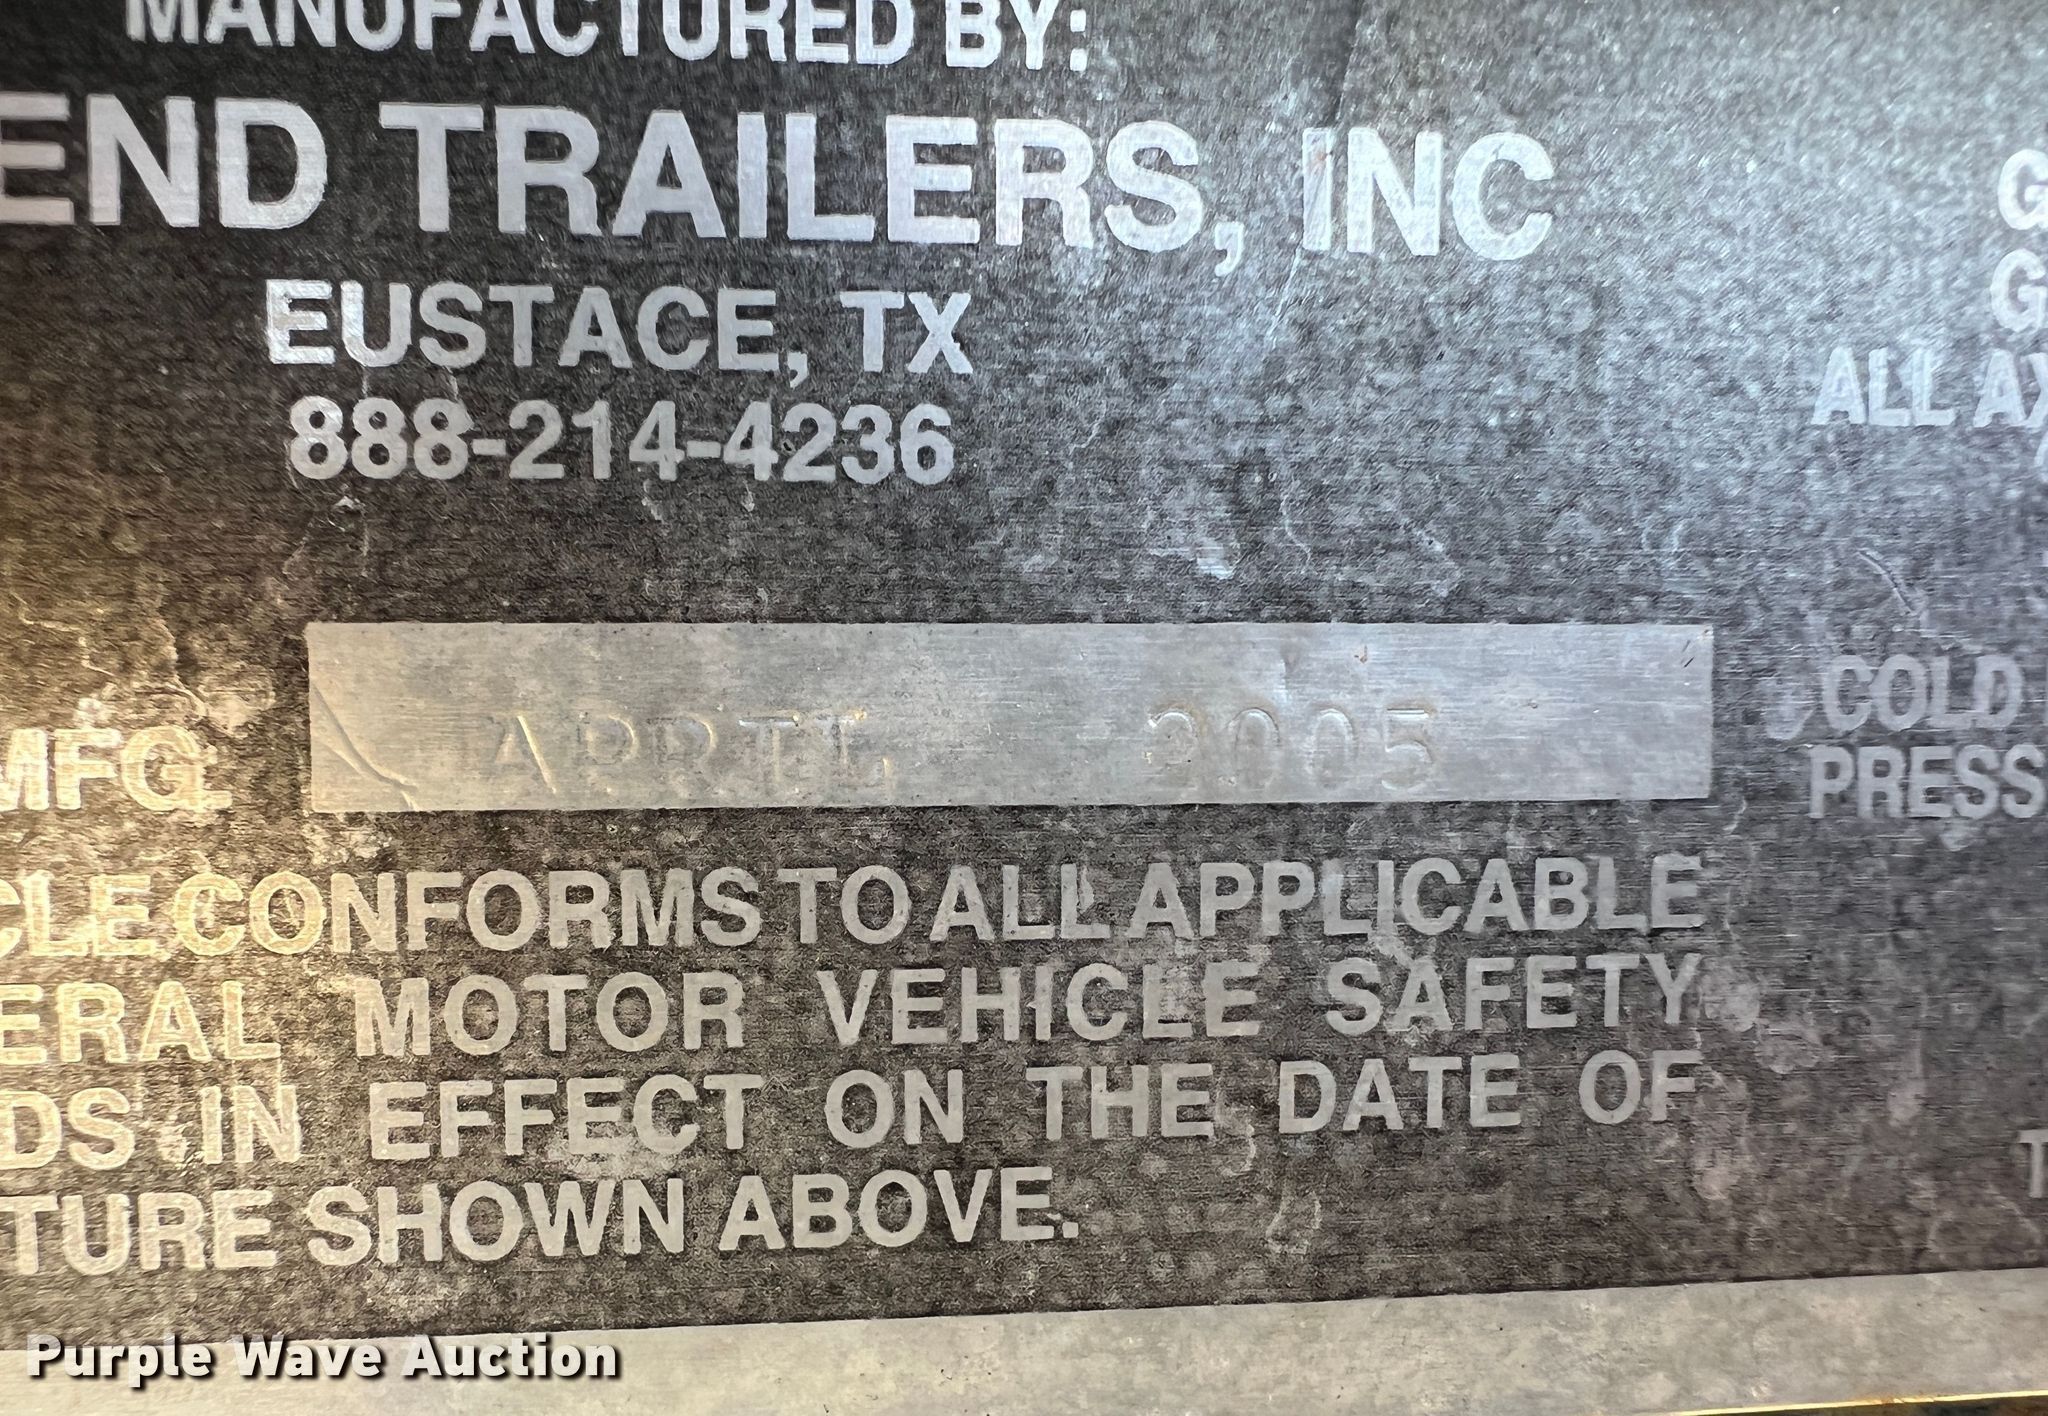 MANUFACTURED BY:
END TRAILERS, INC
EUSTACE, TX
888-214-4236
G
G
ALL AX
MFG. APRIL 2005
COLD
PRESS
CLE CONFORMS TO ALL APPLICABLE
ERAL MOTOR VEHICLE SAFETY
DS IN EFFECT ON THE DATE OF
TURE SHOWN ABOVE.
T
Purple Wave Auction